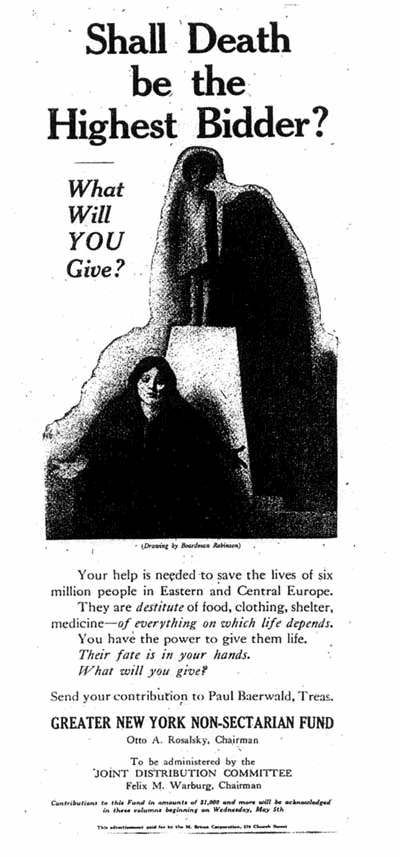 Shall Death
be the
Highest Bidder?
What
Will
YOU
Give?
(Drawing by Boardman Robinson)
Your help is needed to save the lives of six
million people in Eastern and Central Europe.
They are destitute of food, clothing, shelter,
medicine—of everything on which life depends.
You have the power to give them life.
Their fate is in your hands.
What will you give?
Send your contribution to Paul Baerwald, Treas.
GREATER NEW YORK NON-SECTARIAN FUND
Otto A. Rosalsky, Chairman
To be administered by the
JOINT DISTRIBUTION COMMITTEE
Felix M. Warburg, Chairman
Contributions to this Fund in amounts of $1,000 and more will be acknowledged
in these columns beginning on Wednesday, May 5th
This advertisement paid for by the M. Brown Corporation, Church Street